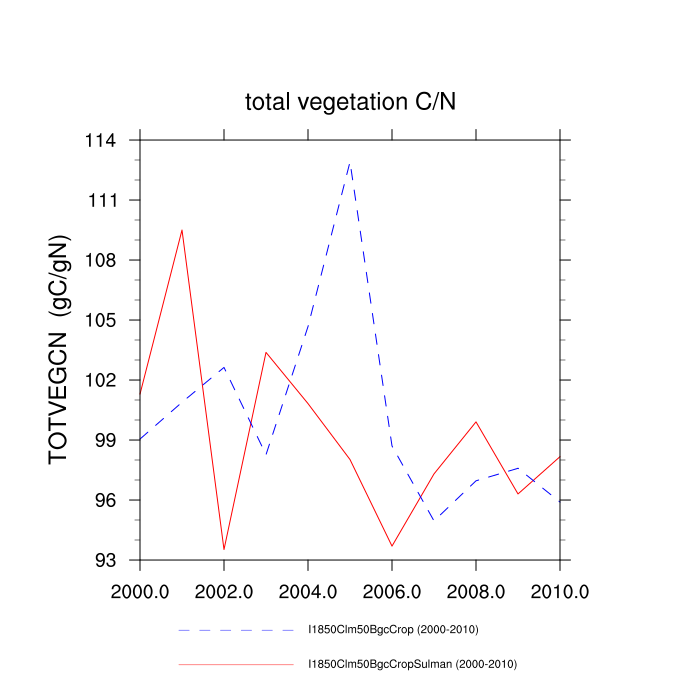 total vegetation C/N
TOTVEGCN (gC/gN)
114
111
108
105
102
99
96
93
2000.0 2002.0 2004.0 2006.0 2008.0 2010.0
I1850Clm50BgcCrop (2000-2010)
I1850Clm50BgcCropSulman (2000-2010)